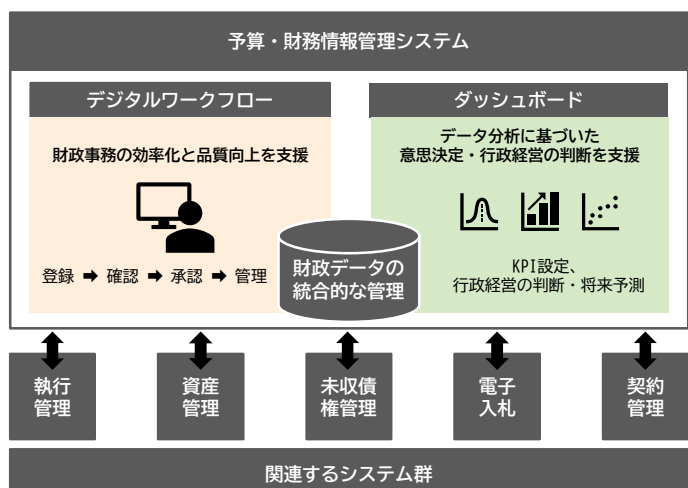 予算・財務情報管理システム
デジタルワークフロー
財政事務の効率化と品質向上を支援
登録 ➡ 確認 ➡ 承認 ➡ 管理
ダッシュボード
データ分析に基づいた
意思決定・行政経営の判断を支援
KPI設定、
行政経営の判断・将来予測
財政データの
統合的な管理
執行
管理
資産
管理
未収債
権管理
電子
入札
契約
管理
関連するシステム群